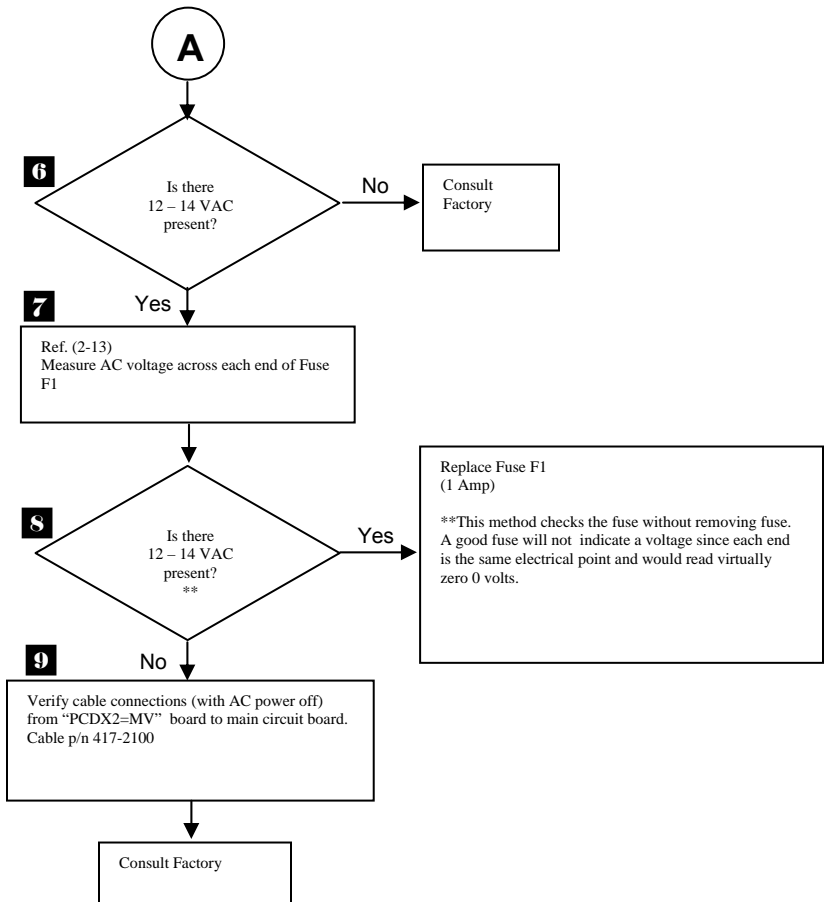 A
6
Is there
12 – 14 VAC
present?
No
Consult
Factory
Yes
7
Ref. (2-13)
Measure AC voltage across each end of Fuse
F1
8
Is there
12 – 14 VAC
present?
**
Yes
Replace Fuse F1
(1 Amp)
**This method checks the fuse without removing fuse.
A good fuse will not indicate a voltage since each end
is the same electrical point and would read virtually
zero 0 volts.
No
9
Verify cable connections (with AC power off)
from “PCDX2=MV” board to main circuit board.
Cable p/n 417-2100
Consult Factory